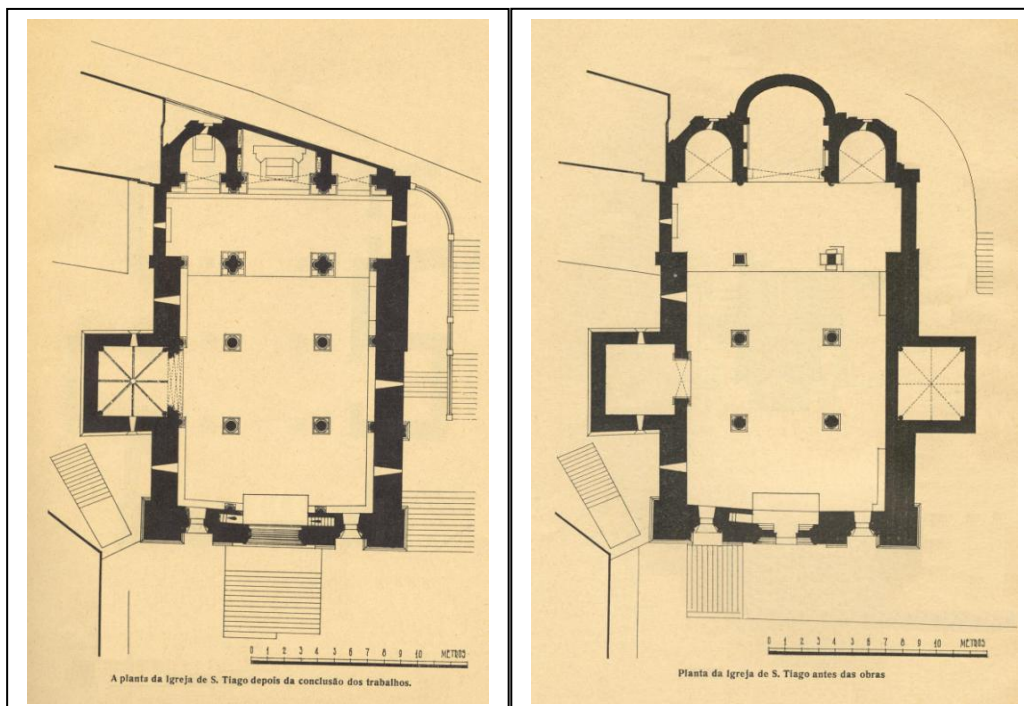 0 1 2 3 4 5 6 7 8 9 10 METROS
A planta da Igreja de S. Tiago depois da conclusão dos trabalhos.
0 1 2 3 4 5 6 7 8 9 10 METROS
Planta da Igreja de S. Tiago antes das obras